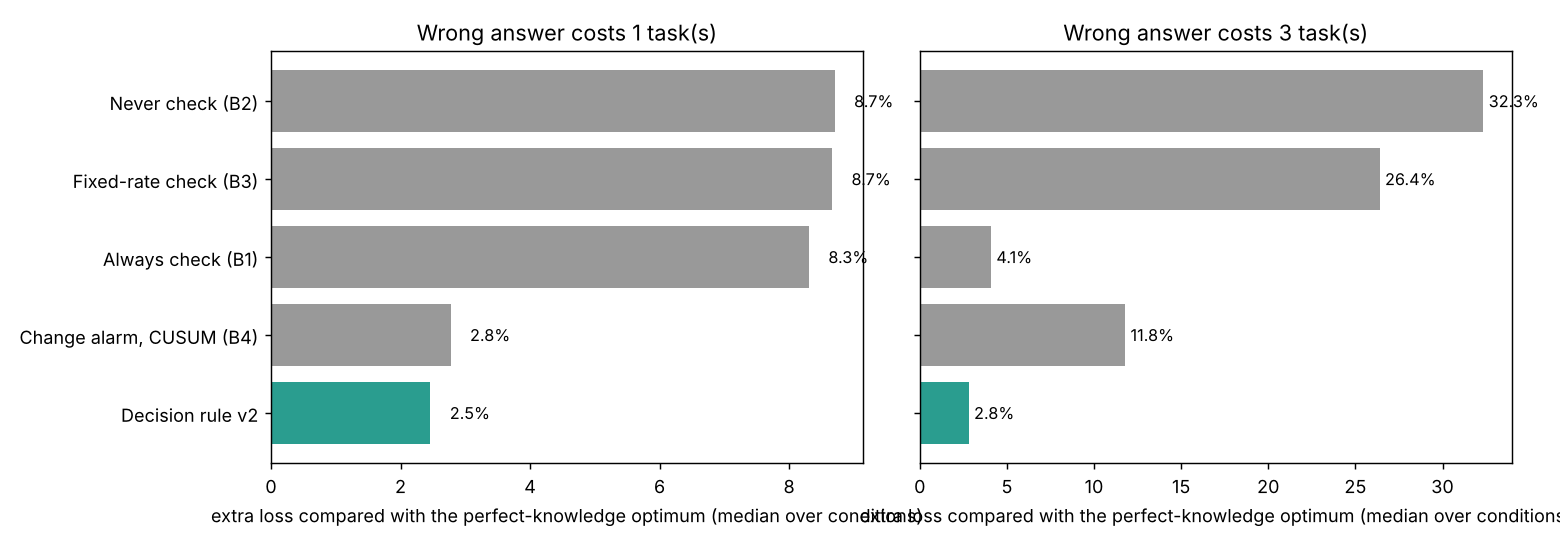 Wrong answer costs 1 task(s)
Never check (B2)
8.7%
Fixed-rate check (B3)
8.7%
Always check (B1)
8.3%
Change alarm, CUSUM (B4)
2.8%
Decision rule v2
2.5%
0 2 4 6 8
extra loss compared with the perfect-knowledge optimum (median over conditions)
Wrong answer costs 3 task(s)
32.3%
26.4%
4.1%
11.8%
2.8%
0 5 10 15 20 25 30
extra loss compared with the perfect-knowledge optimum (median over conditions